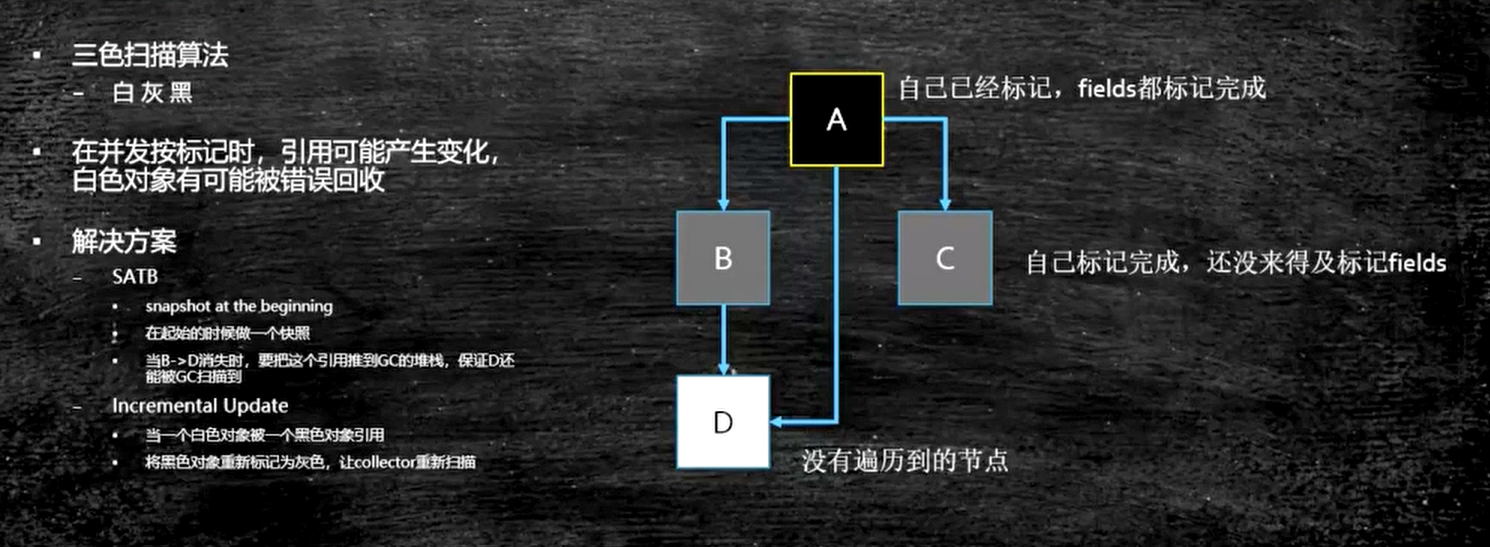 三色扫描算法
白 灰 黑
在并发按标记时，引用可能产生变化，
白色对象有可能被错误回收
解决方案
SATB
snapshot at the beginning
在起始的时候做一个快照
当B->D消失时，要把这个引用推到GC的堆栈，保证D还
能被GC扫描到
Incremental Update
当一个白色对象被一个黑色对象引用
将黑色对象重新标记为灰色，让collector重新扫描
A
自己已经标记，fields都标记完成
B
C
自己标记完成，还没来得及标记fields
D
没有遍历到的节点